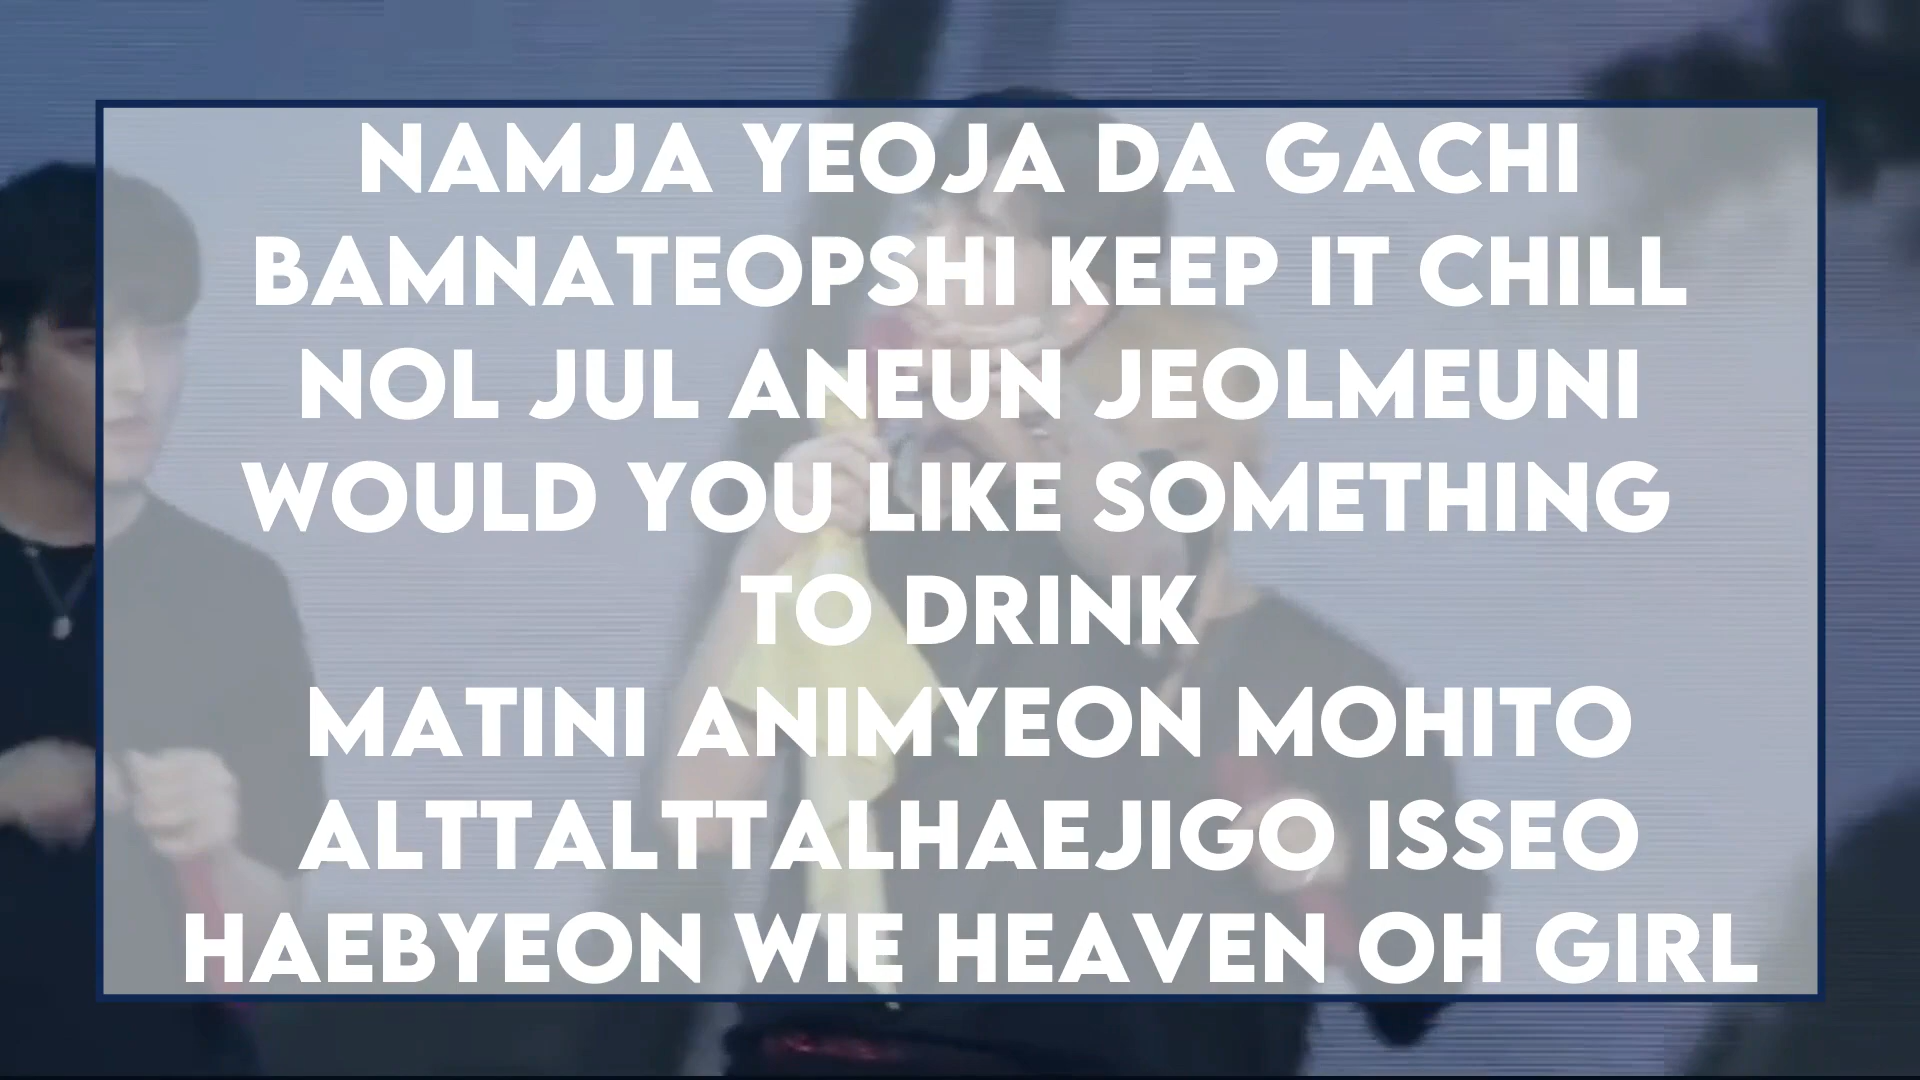 NAMJA YEOJA DA GACHI
BAMNATEOPSHI KEEP IT CHILL
NOL JUL ANEUN JEOLMEUNI
WOULD YOU LIKE SOMETHING
TO DRINK
MATINI ANIMYEON MOHITO
ALTTALTTALHAEJIGO ISSEO
HAEBYEON WIE HEAVEN OH GIRL